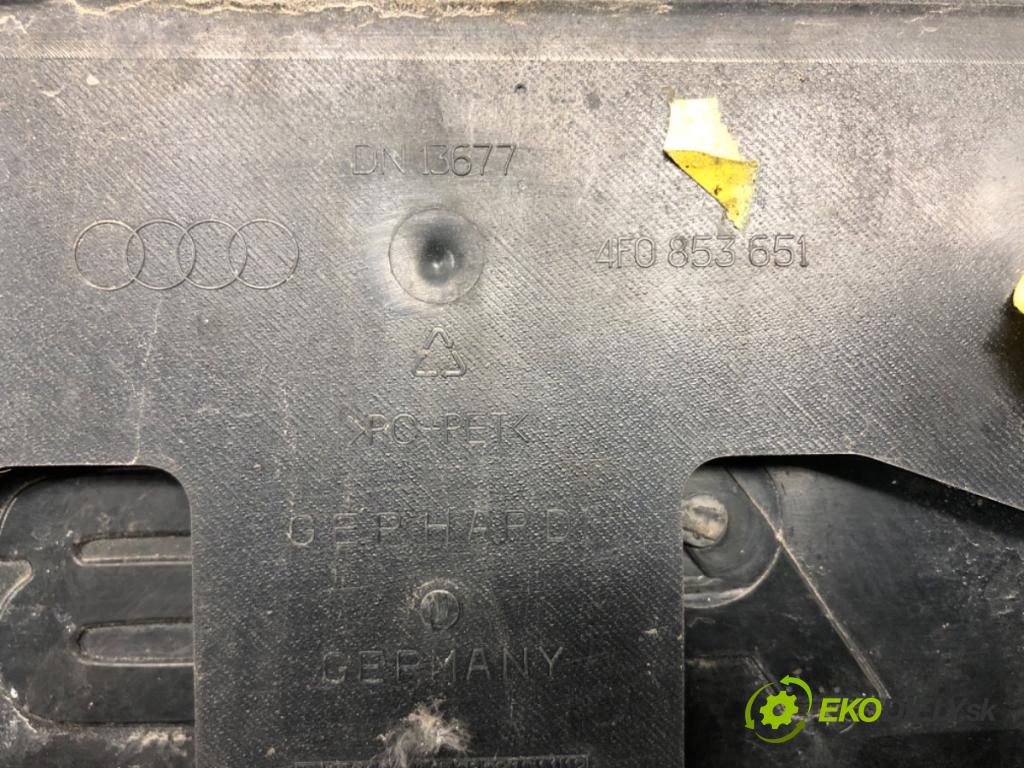 DN 13677
4F0 853 651
>PC-PET<
GERHARD
GERMANY
EKODIELY.sk